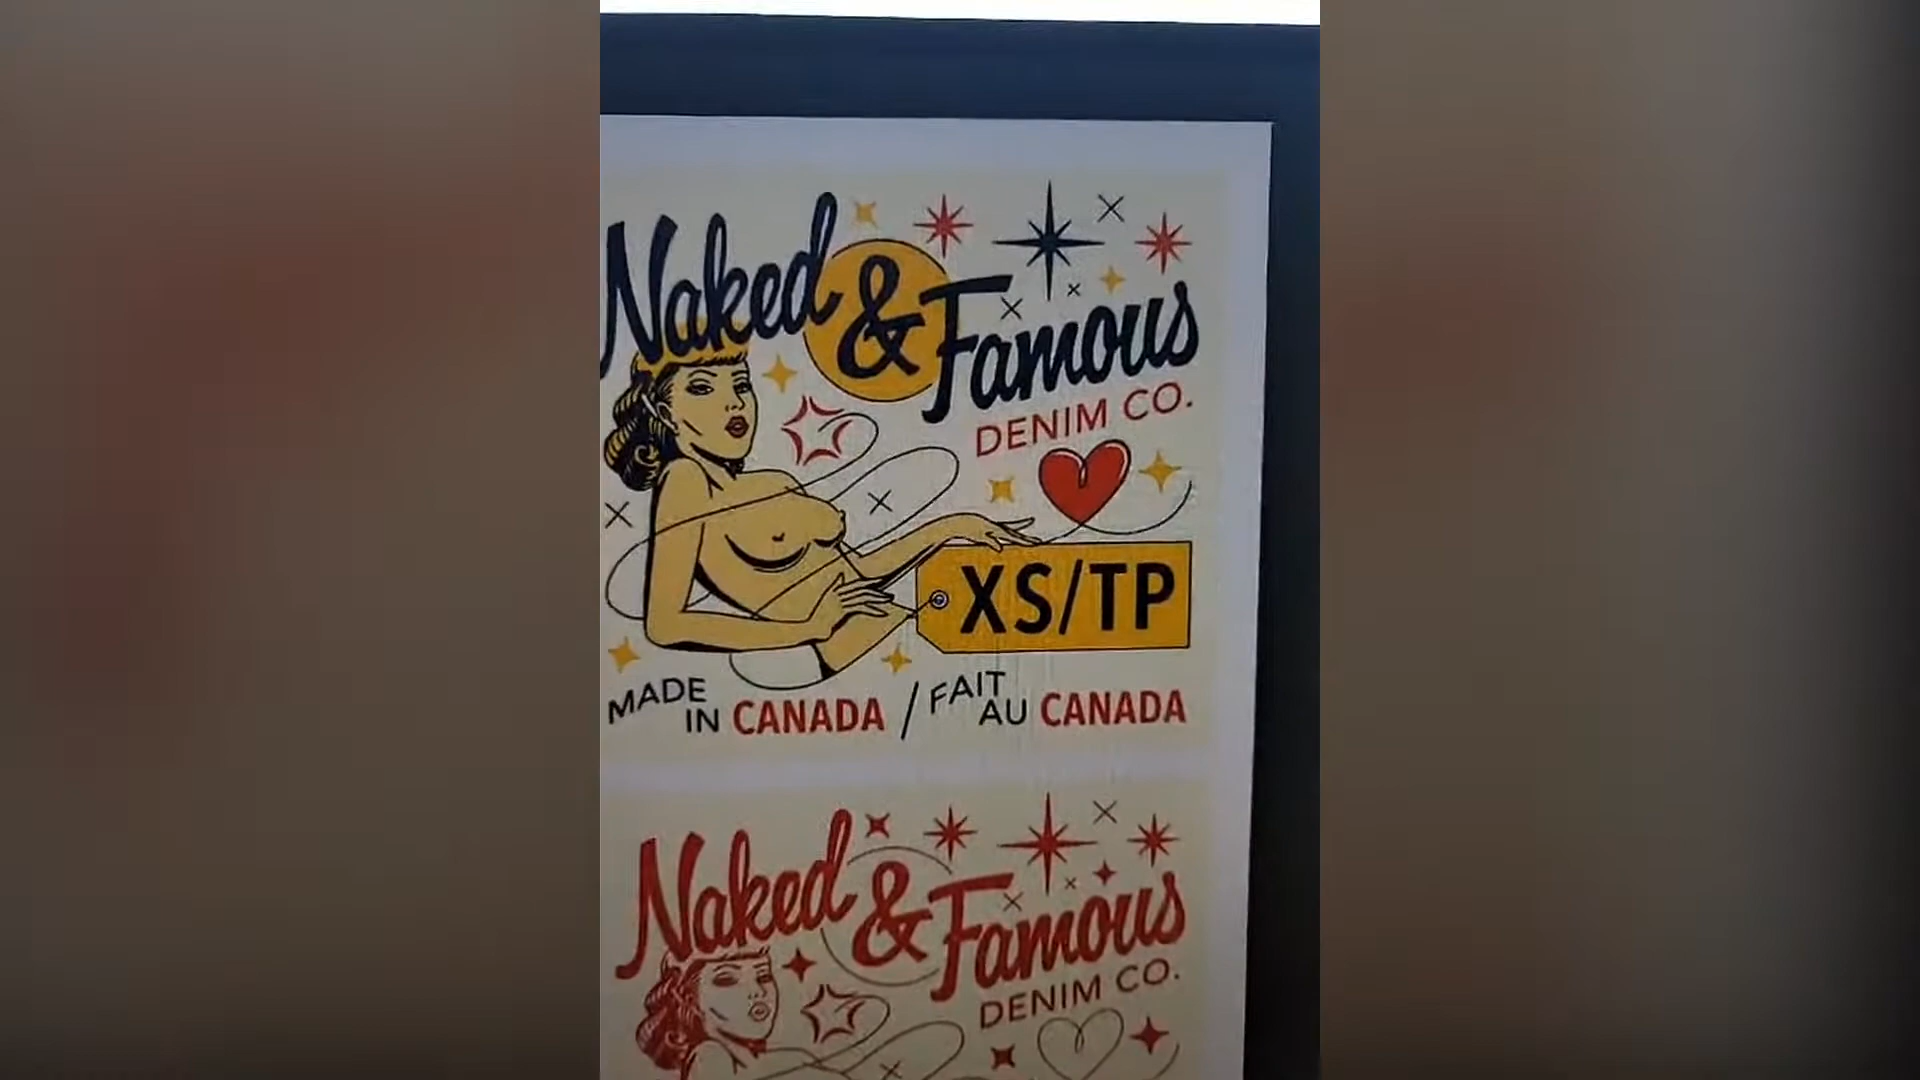 Naked & Famous
DENIM CO.
XS/TP
MADE IN CANADA / FAIT AU CANADA
Naked & Famous
DENIM CO.